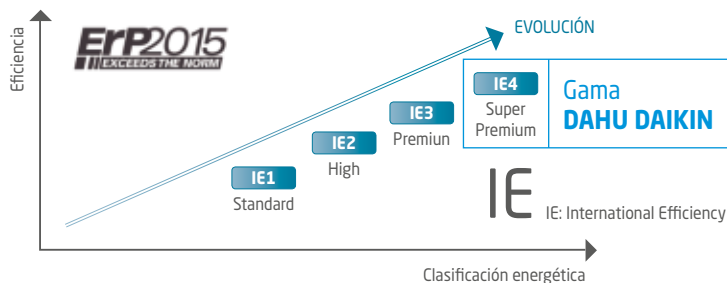 ErP2015
EXCEEDS THE NORM
Eficiencia
EVOLUCIÓN
IE4
Super
Premium
Gama
DAHU DAIKIN
IE3
Premiun
IE2
High
IE1
Standard
IE
IE: International Efficiency
Clasificación energética